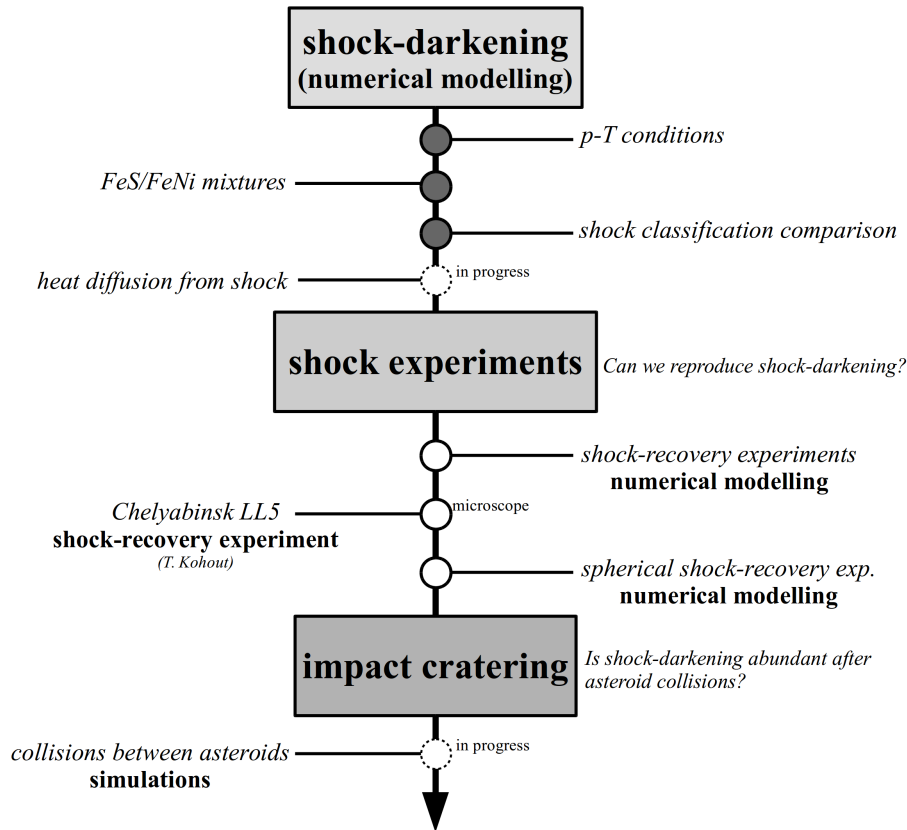 shock-darkening
(numerical modelling)
p-T conditions
FeS/FeNi mixtures
shock classification comparison
in progress
heat diffusion from shock
shock experiments
Can we reproduce shock-darkening?
shock-recovery experiments
numerical modelling
microscope
Chelyabinsk LL5
shock-recovery experiment
(T. Kohout)
spherical shock-recovery exp.
numerical modelling
impact cratering
Is shock-darkening abundant after
asteroid collisions?
in progress
collisions between asteroids
simulations